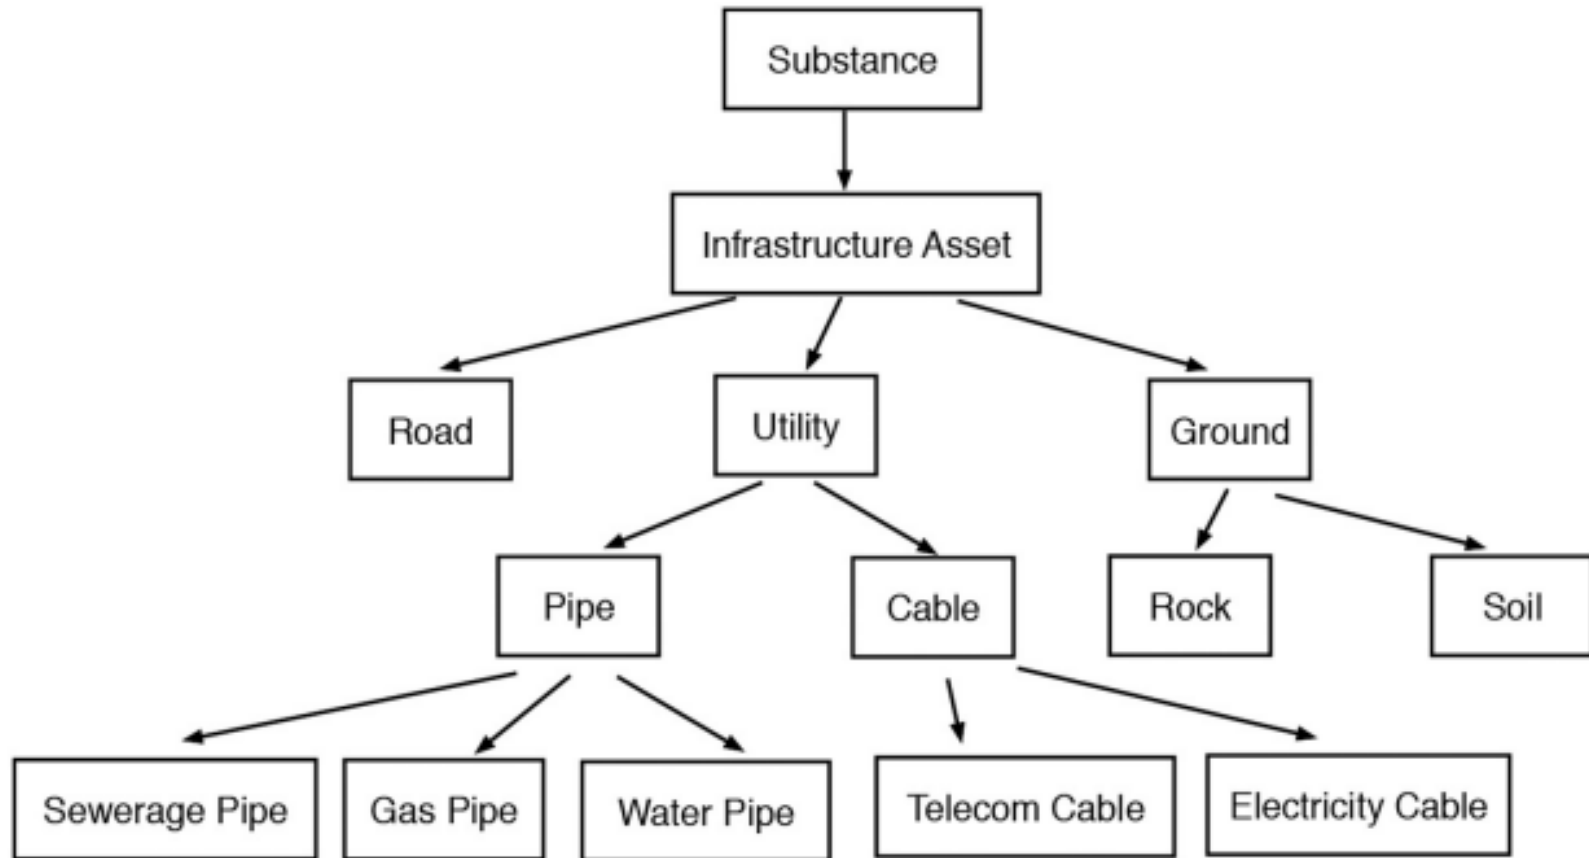 Substance
Infrastructure Asset
Road
Utility
Ground
Pipe
Cable
Rock
Soil
Sewerage Pipe
Gas Pipe
Water Pipe
Telecom Cable
Electricity Cable